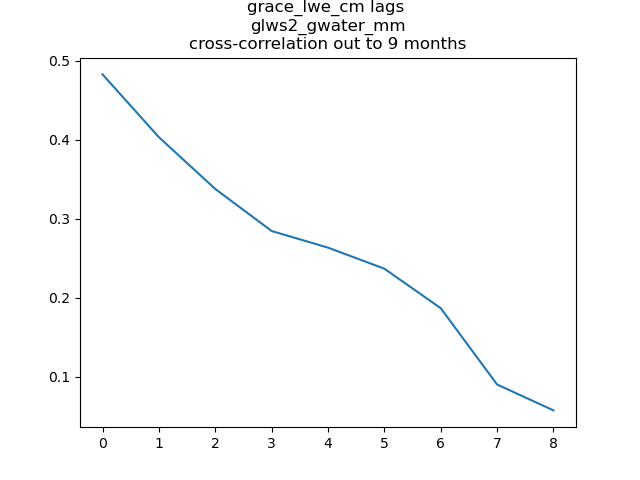 grace_lwe_cm lags
glws2_gwater_mm
cross-correlation out to 9 months
0.5
0.4
0.3
0.2
0.1
0 1 2 3 4 5 6 7 8